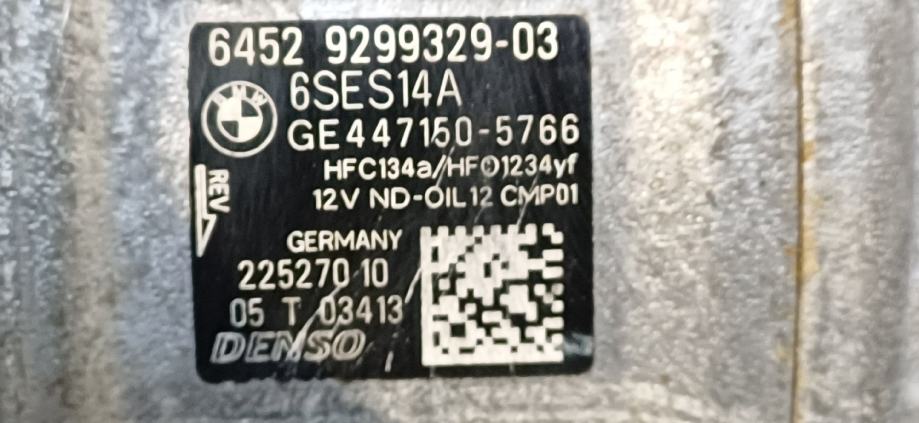 6452 9299329-03
BMW
6SES14A
GE447150-5766
HFC134a/HFO1234yf
12V ND-OIL12 CMP01
REV
GERMANY
225270 10
05 T 03413
DENSO